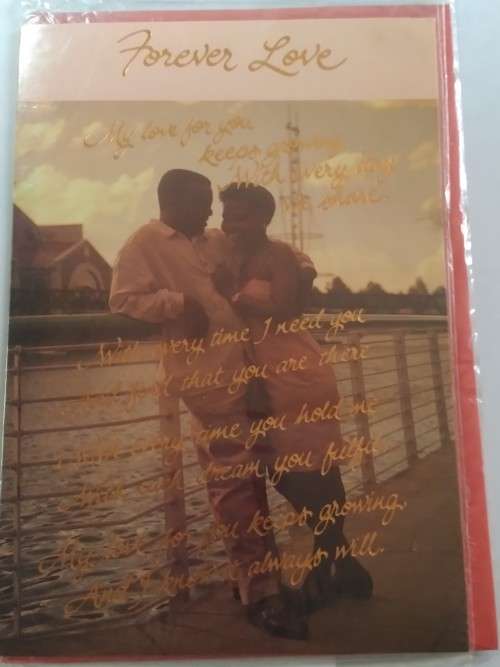 Forever Love
My love for you
keeps growing
With every day
We share.
With every time I need you
And find that you are there
With every time you hold me
And each dream you fulfill
My love for you keeps growing,
And I know it always will.